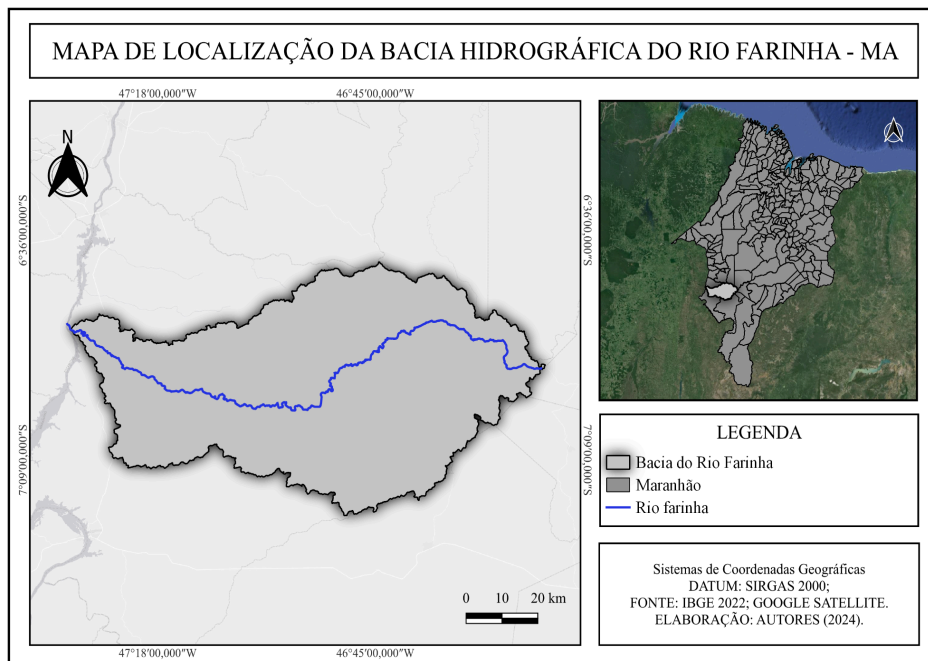 MAPA DE LOCALIZAÇÃO DA BACIA HIDROGRÁFICA DO RIO FARINHA - MA
47°18'00,000"W
46°45'00,000"W
N
6°36'00,000"S
7°09'00,000"S
6°36'00,000"S
7°09'00,000"S
0 10 20 km
47°18'00,000"W
46°45'00,000"W
LEGENDA
Bacia do Rio Farinha
Maranhão
Rio farinha
Sistemas de Coordenadas Geográficas
DATUM: SIRGAS 2000;
FONTE: IBGE 2022; GOOGLE SATELLITE.
ELABORAÇÃO: AUTORES (2024).